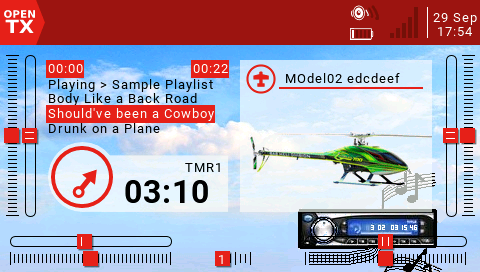 OPEN
TX
29 Sep
17:54
00:00 00:22
Playing > Sample Playlist
Body Like a Back Road
Should've been a Cowboy
Drunk on a Plane
MOdel02 edcdeef
TMR1
03:10
1